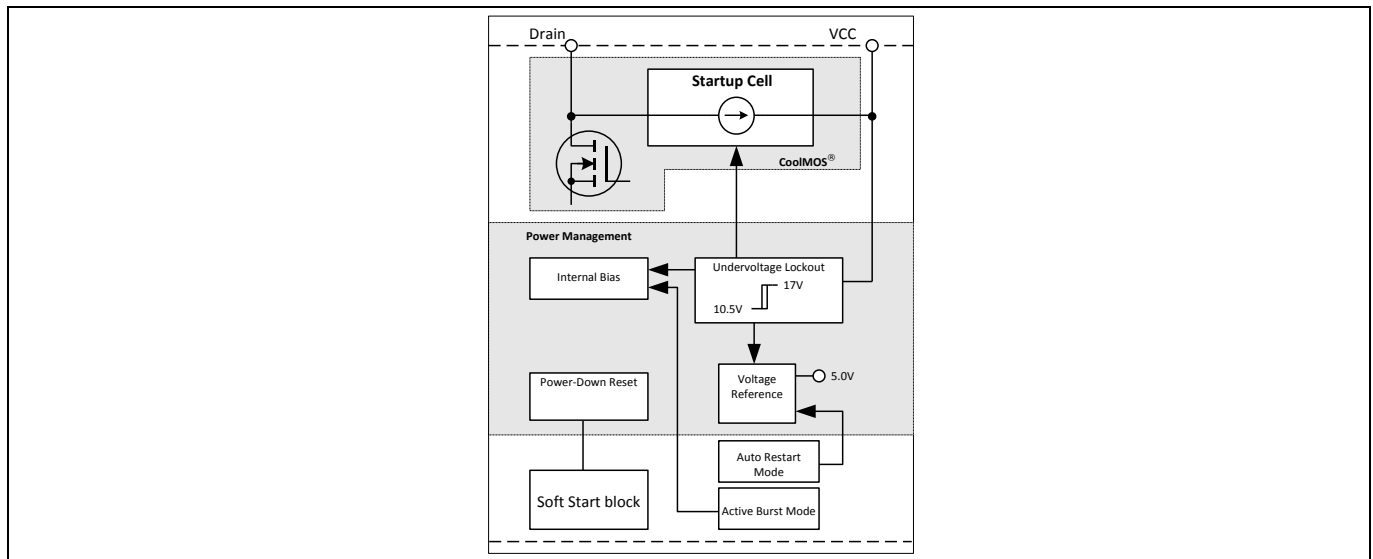 Drain
VCC
Startup Cell
CoolMOS®
Power Management
Internal Bias
Undervoltage Lockout
17V
10.5V
Power-Down Reset
Voltage
Reference
5.0V
Auto Restart
Mode
Soft Start block
Active Burst Mode